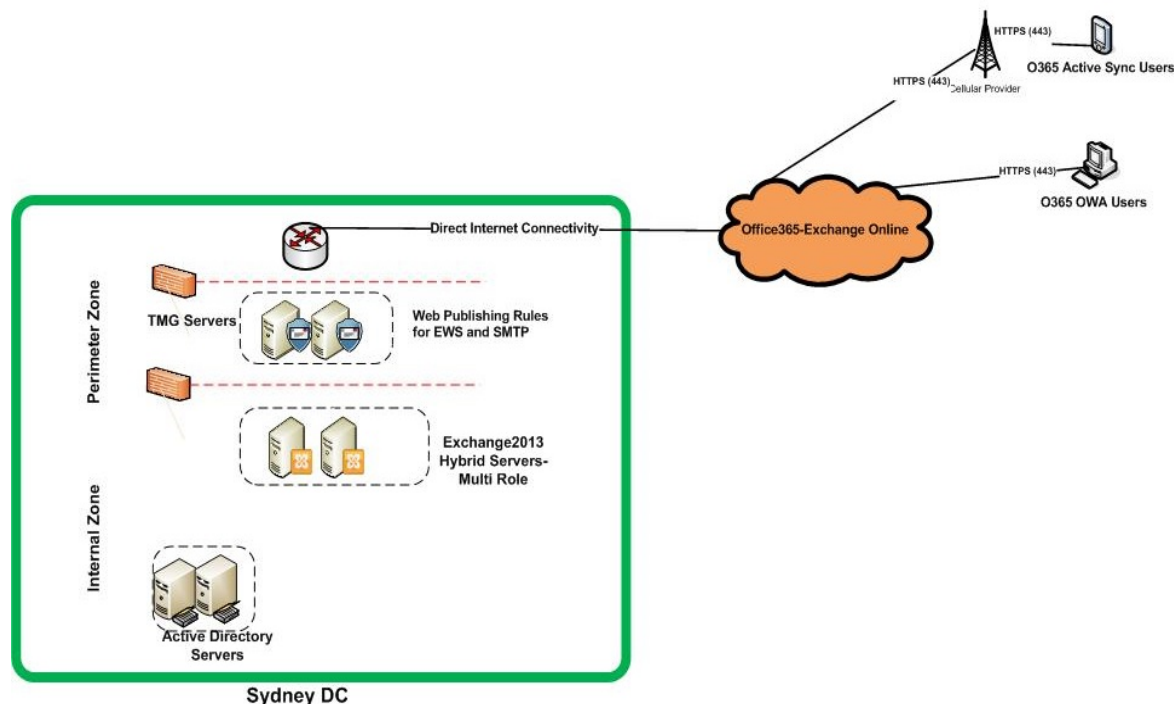 HTTPS (443)
O365 Active Sync Users
HTTPS (443)
Cellular Provider
HTTPS (443)
O365 OWA Users
Direct Internet Connectivity
Office365-Exchange Online
Perimeter Zone
TMG Servers
Web Publishing Rules
for EWS and SMTP
Exchange2013
Hybrid Servers-
Multi Role
Internal Zone
Active Directory
Servers
Sydney DC